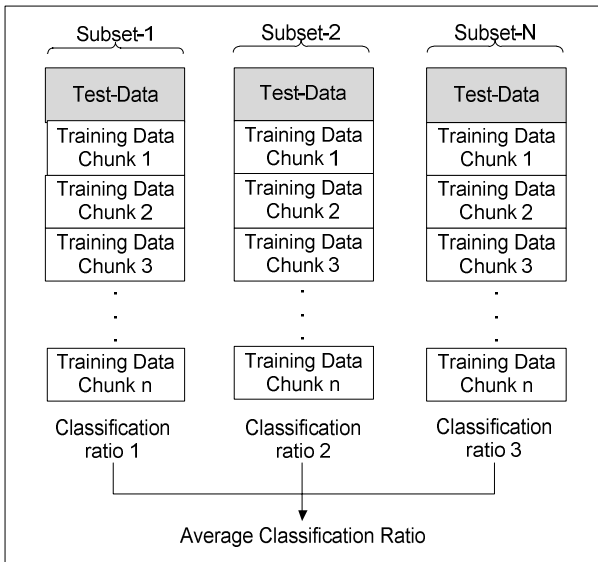 Subset-1
Subset-2
Subset-N
Test-Data
Test-Data
Test-Data
Training Data
Chunk 1
Training Data
Chunk 1
Training Data
Chunk 1
Training Data
Chunk 2
Training Data
Chunk 2
Training Data
Chunk 2
Training Data
Chunk 3
Training Data
Chunk 3
Training Data
Chunk 3
Training Data
Chunk n
Training Data
Chunk n
Training Data
Chunk n
Classification
ratio 1
Classification
ratio 2
Classification
ratio 3
Average Classification Ratio